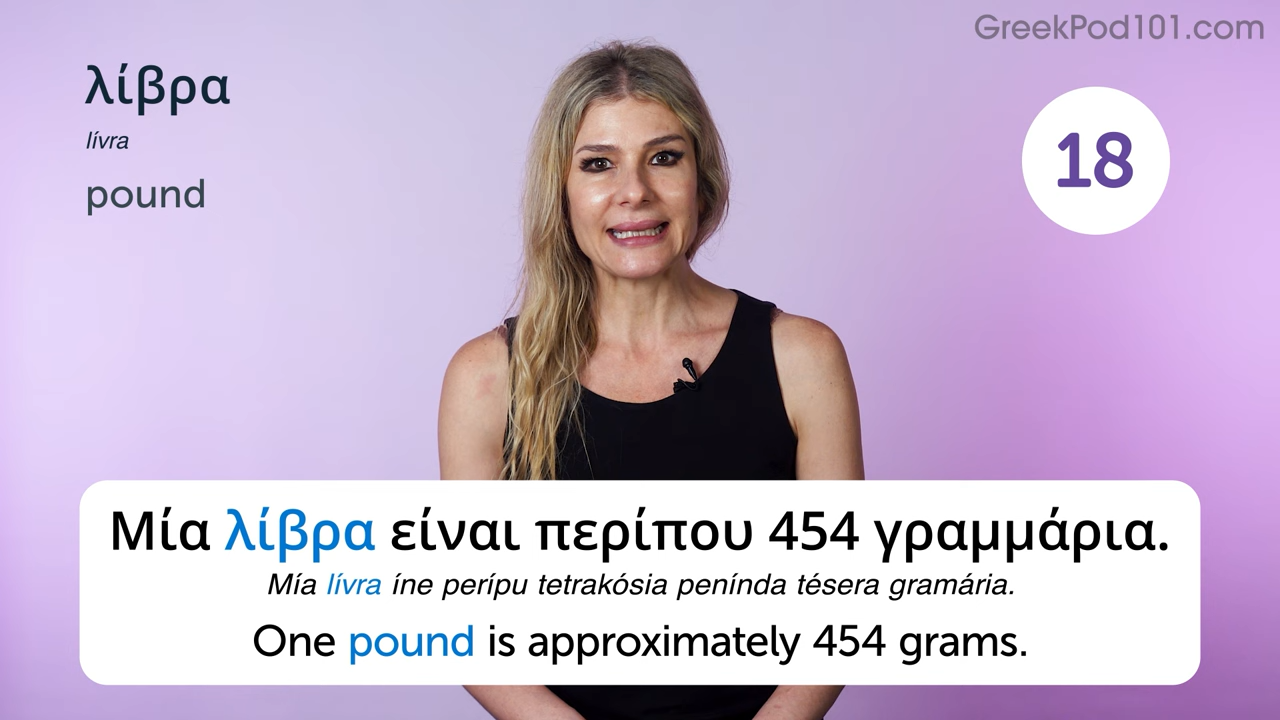 GreekPod101.com
λίβρα
lívra
pound
18
Μία λίβρα είναι περίπου 454 γραμμάρια.
Mía lívra íne perípu tetrakósia penínda tésera gramária.
One pound is approximately 454 grams.